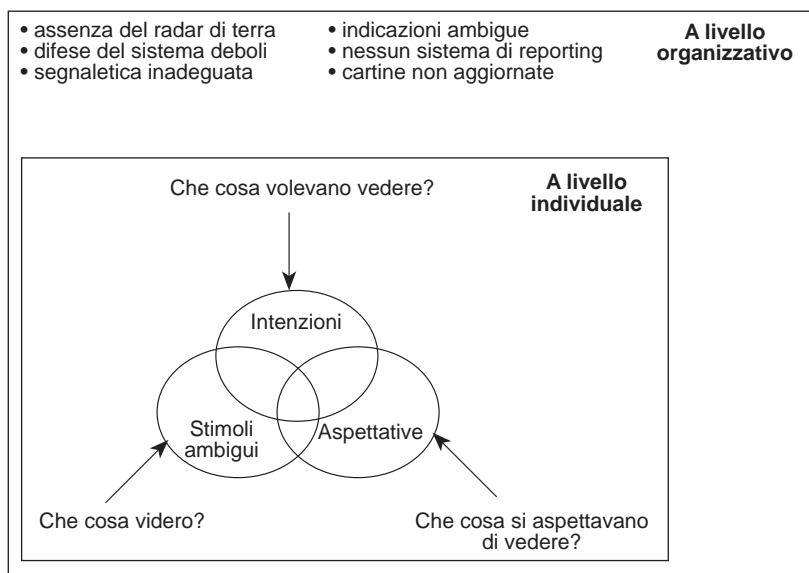 • assenza del radar di terra
• difese del sistema deboli
• segnaletica inadeguata
• indicazioni ambigue
• nessun sistema di reporting
• cartine non aggiornate
A livello
organizzativo
Che cosa volevano vedere?
A livello
individuale
Intenzioni
Stimoli
ambigui
Aspettative
Che cosa videro?
Che cosa si aspettavano
di vedere?